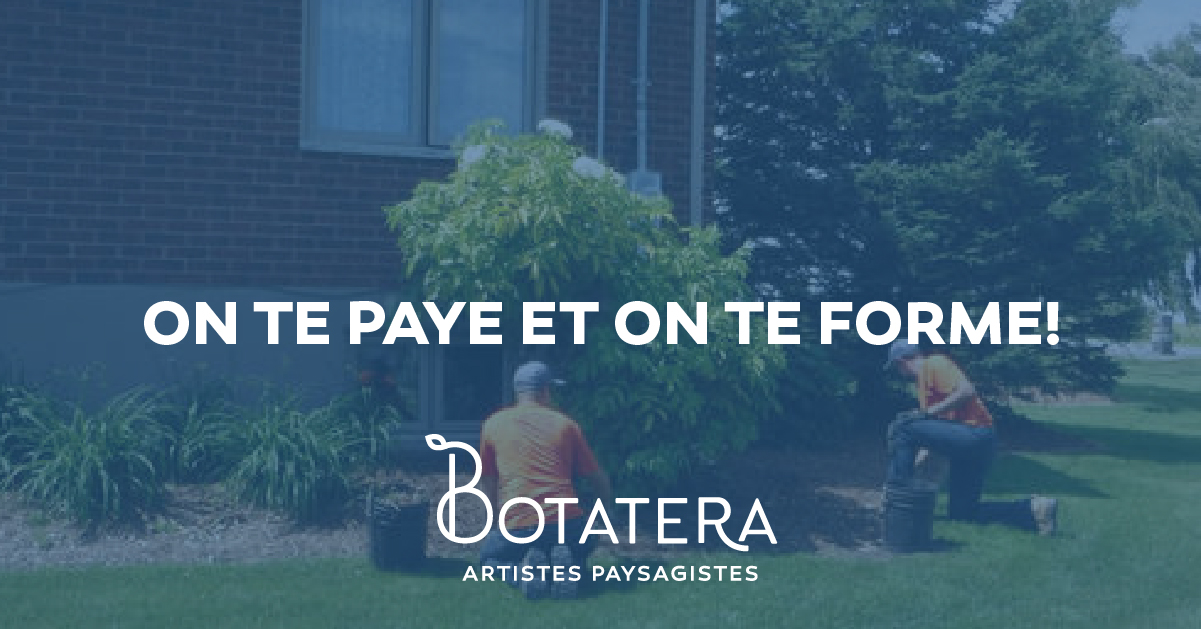 ON TE PAYE ET ON TE FORME!
BOTATERA
ARTISTES PAYSAGISTES